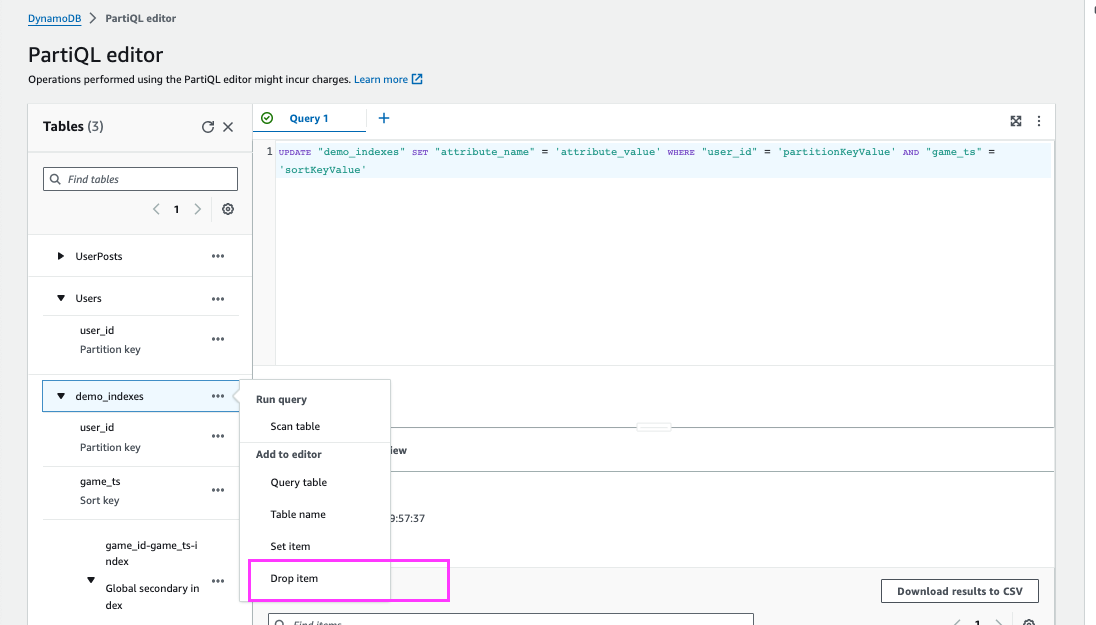 DynamoDB > PartiQL editor
PartiQL editor
Operations performed using the PartiQL editor might incur charges. Learn more
Tables (3)
Find tables
1
UserPosts
Users
user_id
Partition key
demo_indexes
user_id
Partition key
game_ts
Sort key
game_id-game_ts-i
ndex
Global secondary in
dex
Query 1
1 UPDATE "demo_indexes" SET "attribute_name" = 'attribute_value' WHERE "user_id" = 'partitionKeyValue' AND "game_ts" =
'sortKeyValue'
Run query
Scan table
Add to editor
Query table
Table name
Set item
Drop item
9:57:37
Download results to CSV
Find items
1